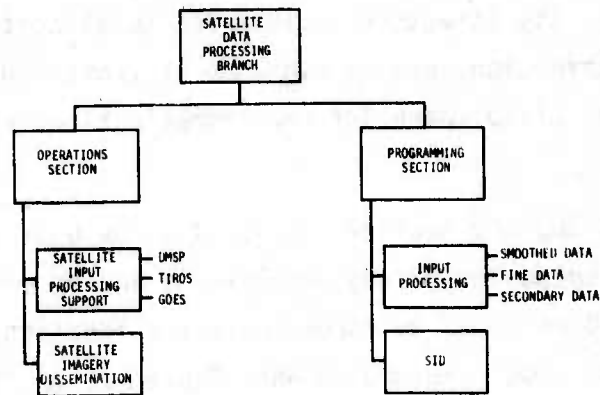 SATELLITE
DATA
PROCESSING
BRANCH
OPERATIONS
SECTION
PROGRAMMING
SECTION
SATELLITE
INPUT
PROCESSING
SUPPORT
DMSP
TIROS
GOES
INPUT
PROCESSING
SMOOTHED DATA
FINE DATA
SECONDARY DATA
SATELLITE
IMAGERY
DISSEMINATION
SID